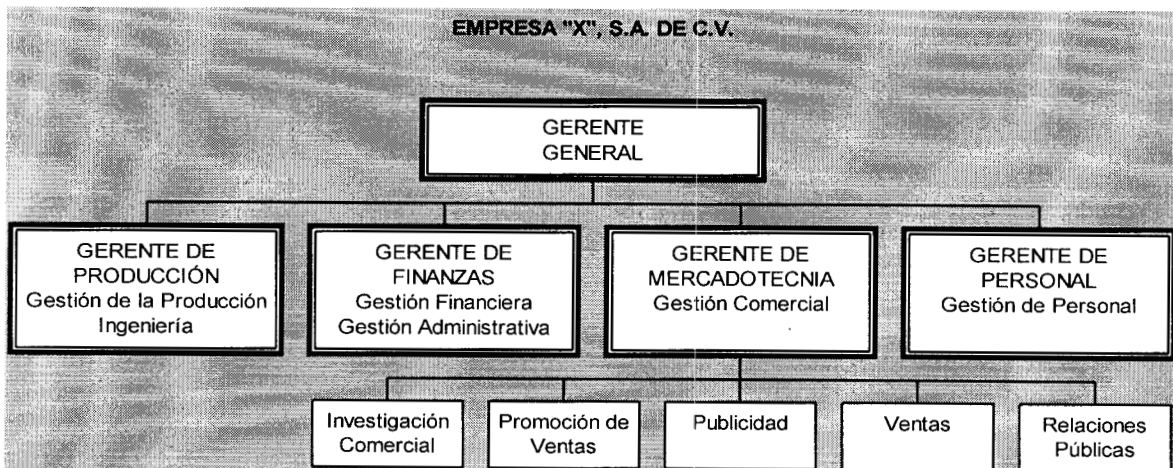 EMPRESA "X", S.A. DE C.V.
GERENTE
GENERAL
GERENTE DE
PRODUCCIÓN
Gestión de la Producción
Ingeniería
GERENTE DE
FINANZAS
Gestión Financiera
Gestión Administrativa
GERENTE DE
MERCADOTECNIA
Gestión Comercial
GERENTE DE
PERSONAL
Gestión de Personal
Investigación
Comercial
Promoción de
Ventas
Publicidad
Ventas
Relaciones
Públicas